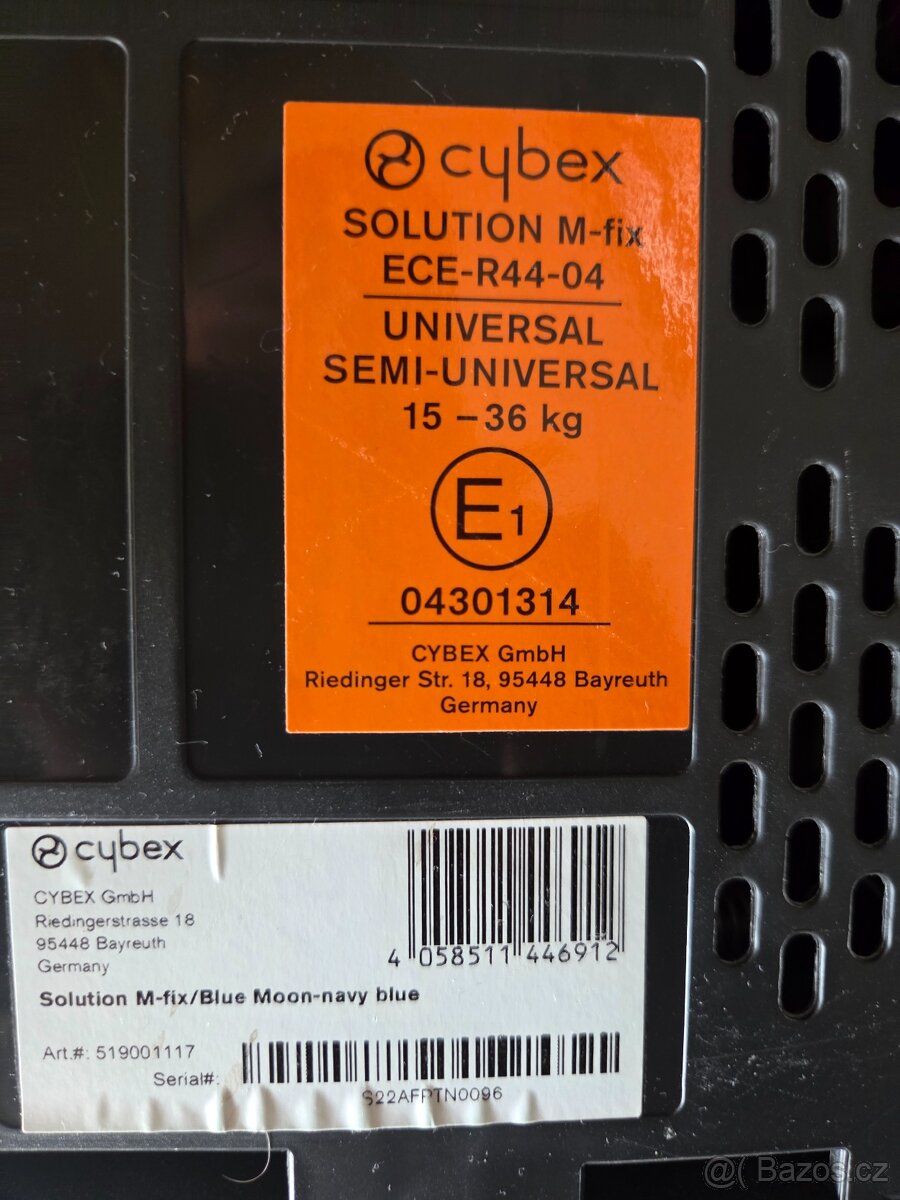 cybex
SOLUTION M-fix
ECE-R44-04
UNIVERSAL
SEMI-UNIVERSAL
15 – 36 kg
E1
04301314
CYBEX GmbH
Riedinger Str. 18, 95448 Bayreuth
Germany
cybex
CYBEX GmbH
Riedingerstrasse 18
95448 Bayreuth
Germany
4 058511 446912
Solution M-fix/Blue Moon-navy blue
Art.#: 519001117
Serial#:
S22AFPTN0096
@( Bazos.cz